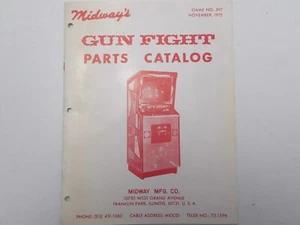 Midway's
GAME NO. 597
NOVEMBER, 1975
GUN FIGHT
PARTS CATALOG
MIDWAY MFG. CO.
10750 WEST GRAND AVENUE
FRANKLIN PARK, ILLINOIS, 60131, U. S. A.
PHONE: (312) 451-1360 CABLE ADDRESS: MIDCO TELEX NO.: 72-1596